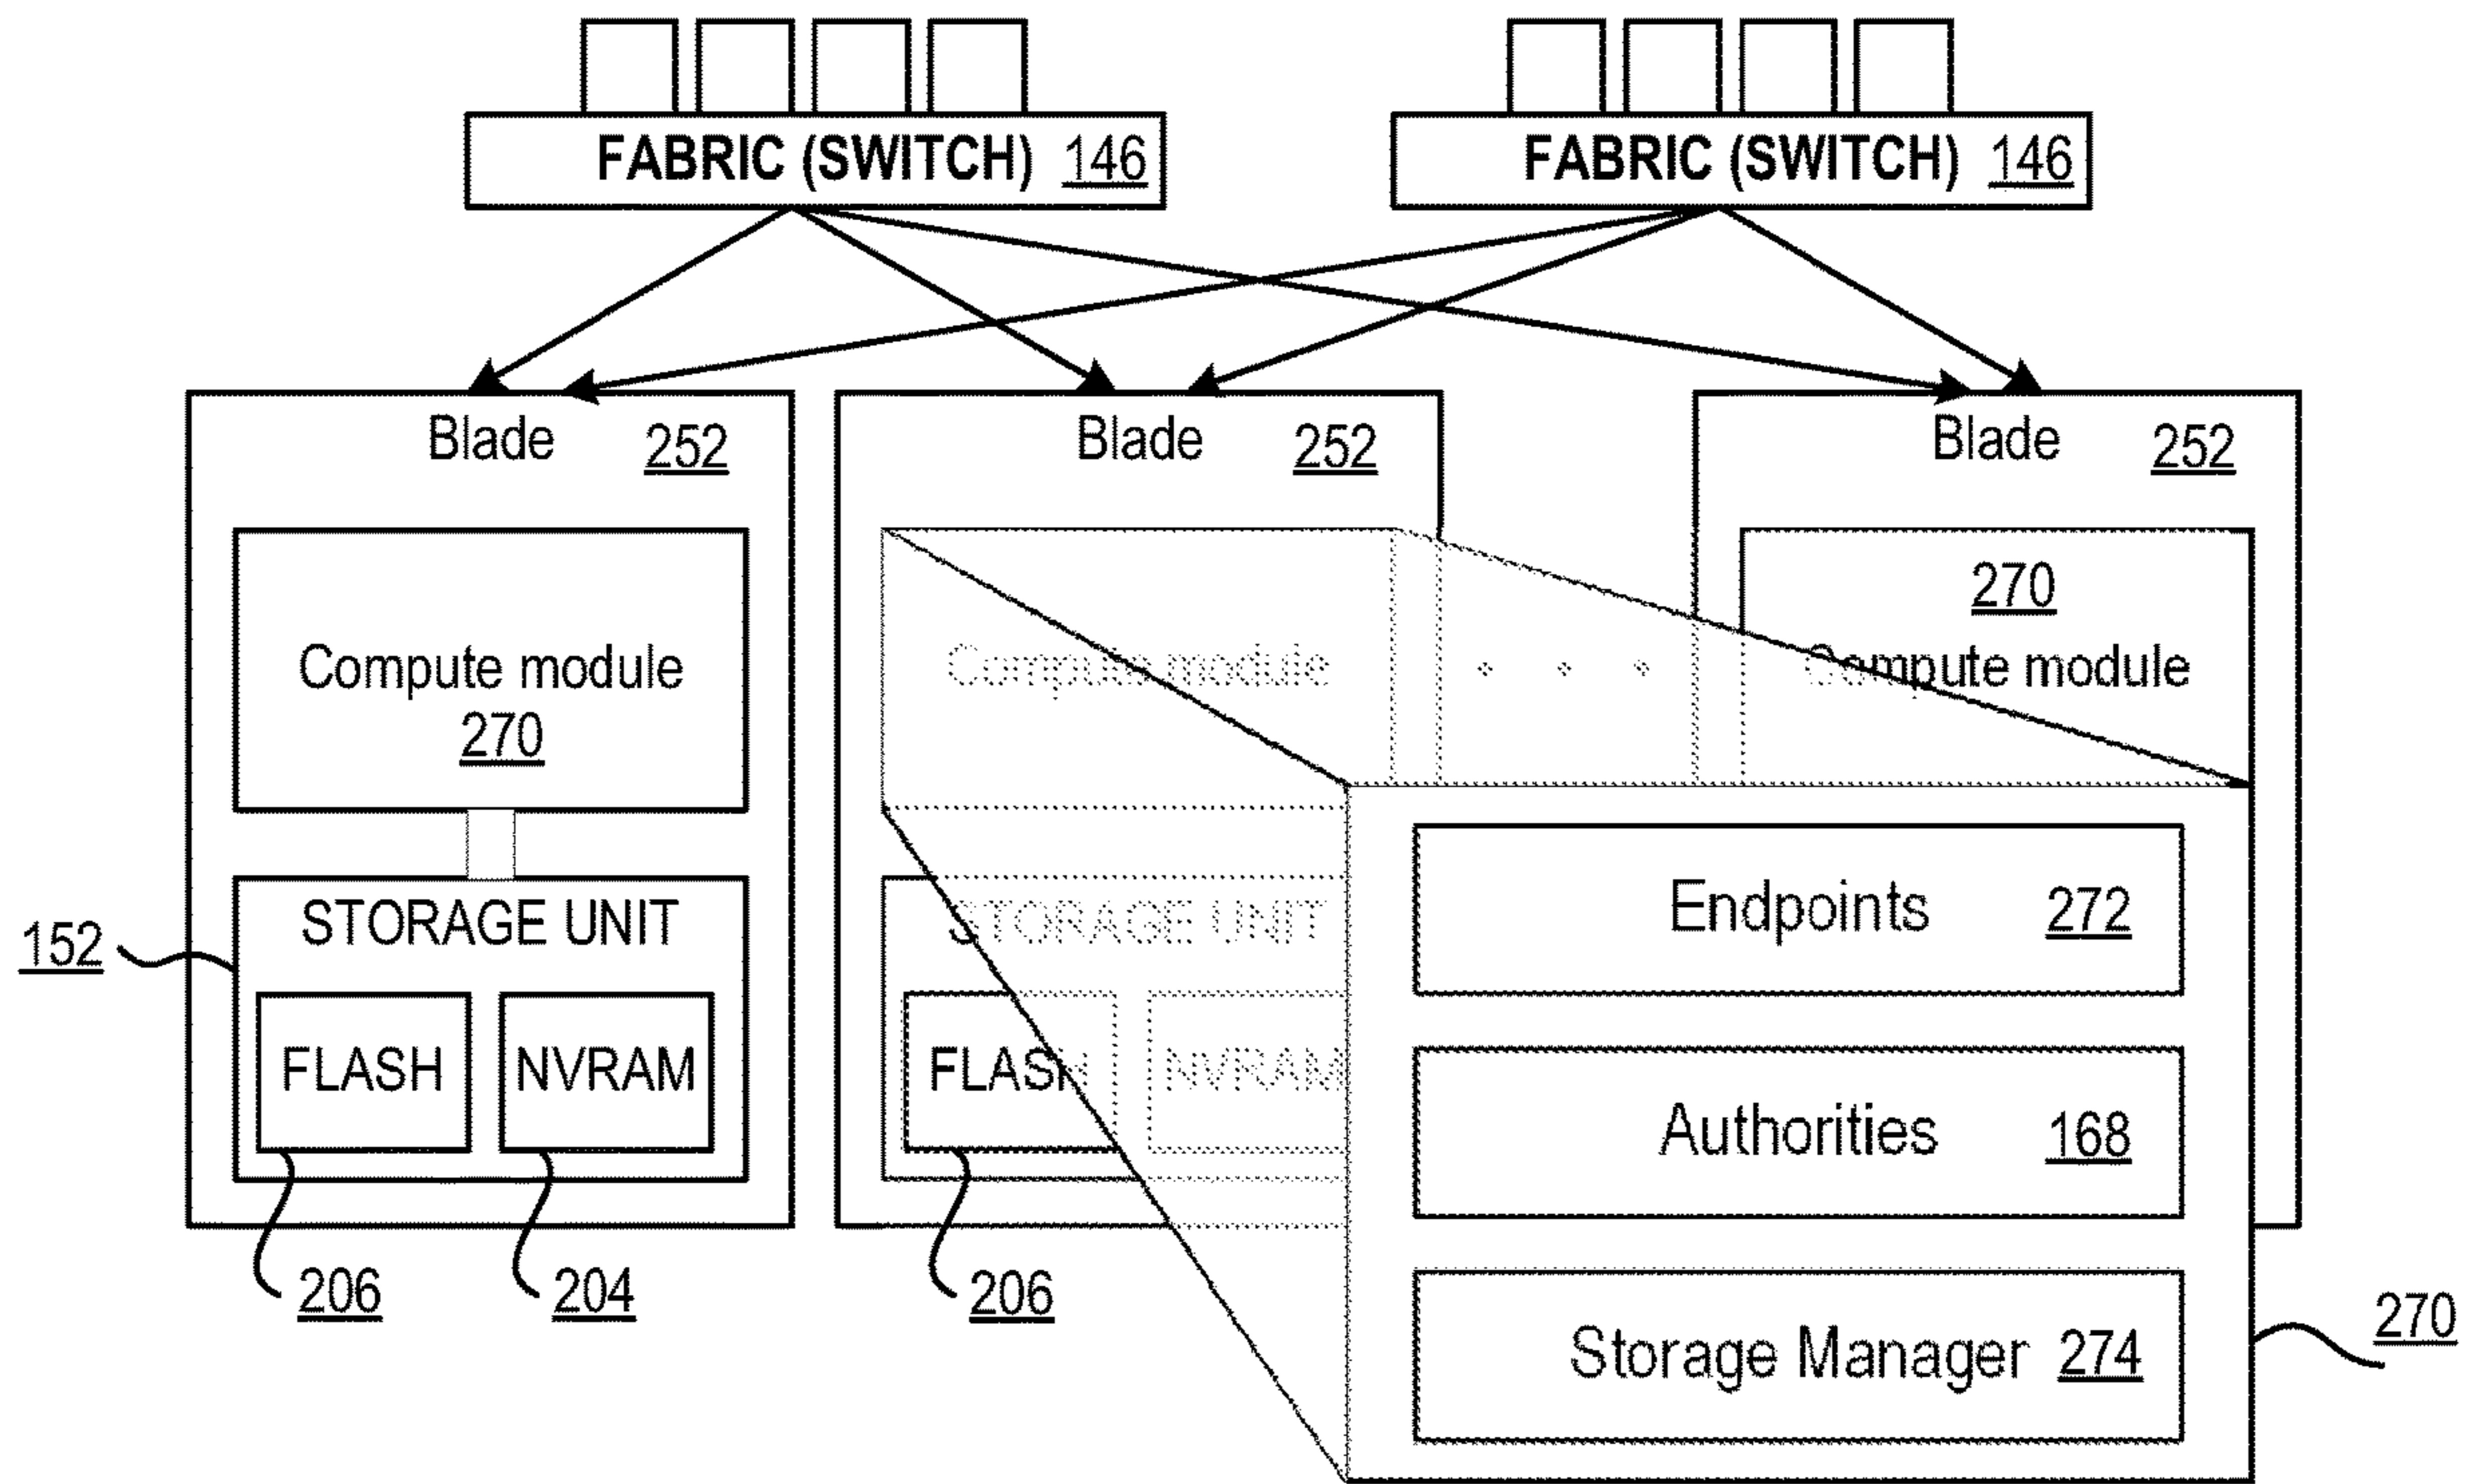 FABRIC (SWITCH) 146
FABRIC (SWITCH) 146
Blade 252
Blade 252
Blade 252
Compute module
270
Compute module
270
Compute module
152
STORAGE UNIT
FLASH
NVRAM
206
204
STORAGE UNIT
FLASH
NVRAM
206
Endpoints 272
Authorities 168
Storage Manager 274
270